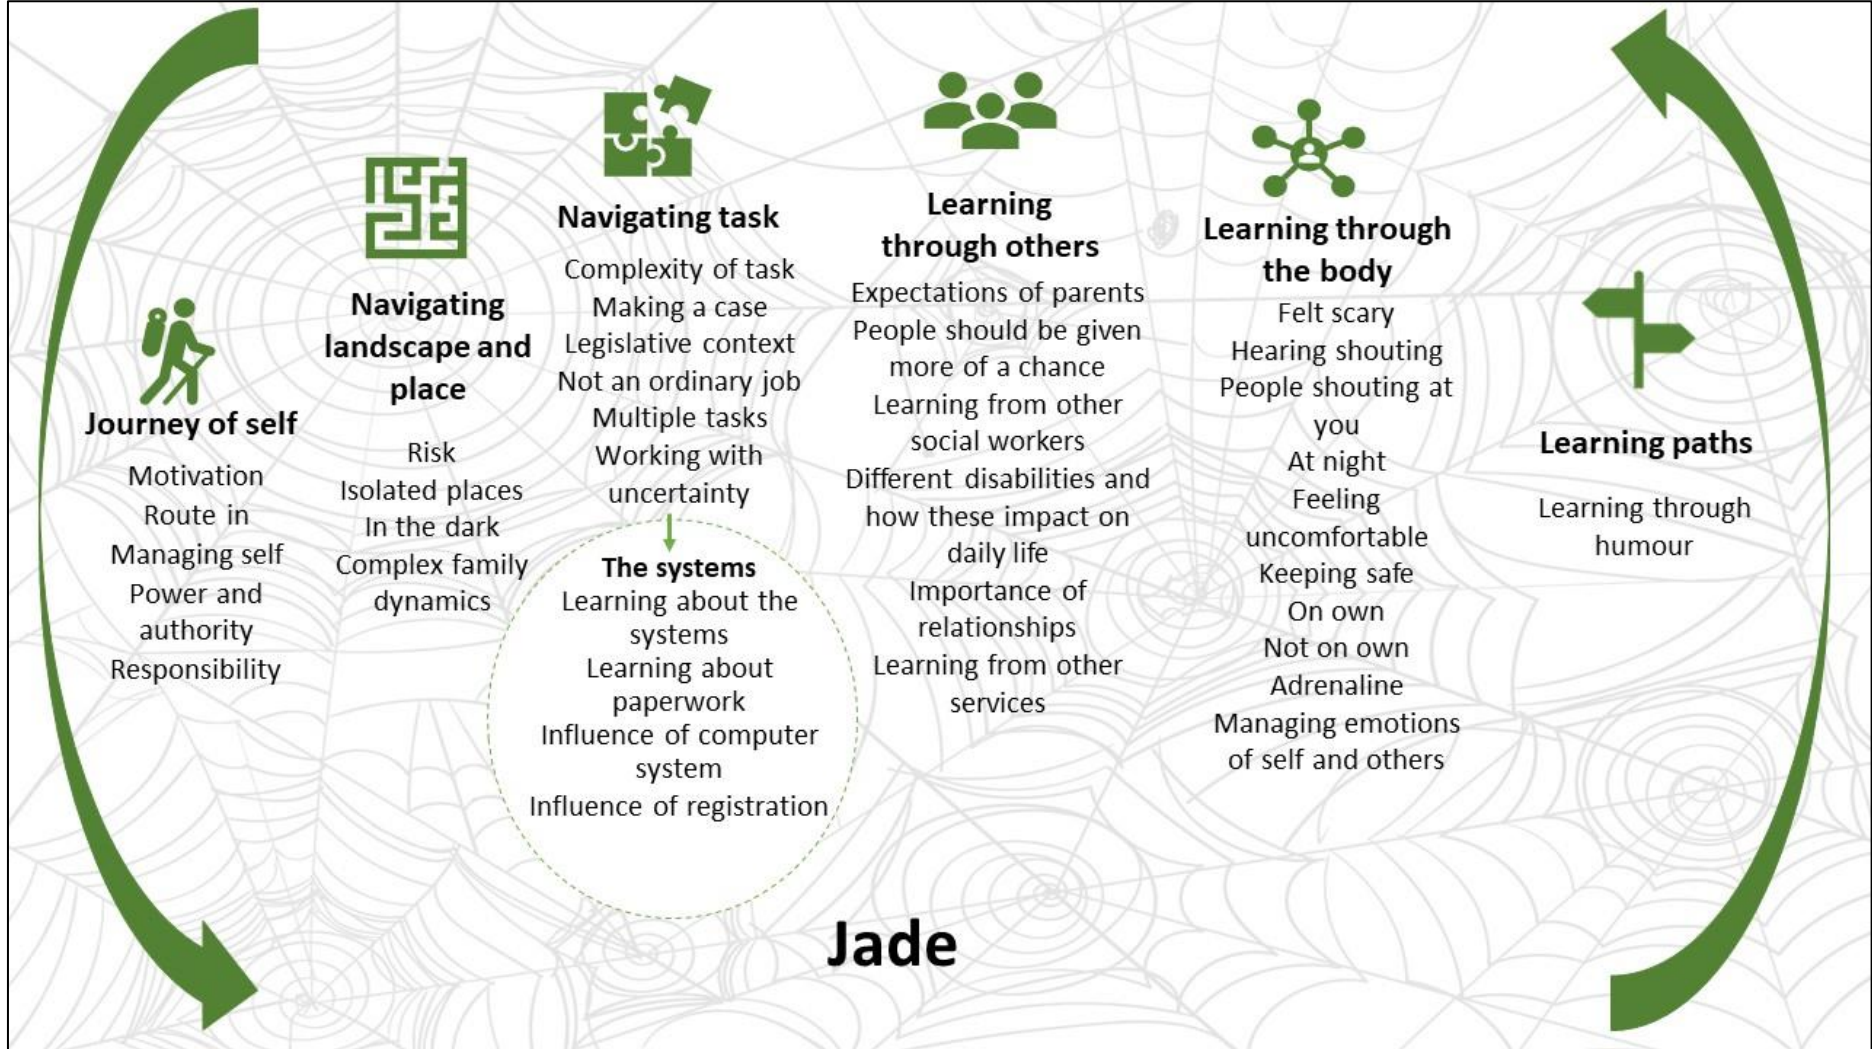 Journey of self
Motivation
Route in
Managing self
Power and
authority
Responsibility
Navigating
landscape and
place
Risk
Isolated places
In the dark
Complex family
dynamics
Navigating task
Complexity of task
Making a case
Legislative context
Not an ordinary job
Multiple tasks
Working with
uncertainty
The systems
Learning about the
systems
Learning about
paperwork
Influence of computer
system
Influence of registration
Learning
through others
Expectations of parents
People should be given
more of a chance
Learning from other
social workers
Different disabilities and
how these impact on
daily life
Importance of
relationships
Learning from other
services
Learning through
the body
Felt scary
Hearing shouting
People shouting at
you
At night
Feeling
uncomfortable
Keeping safe
On own
Not on own
Adrenaline
Managing emotions
of self and others
Learning paths
Learning through
humour
Jade